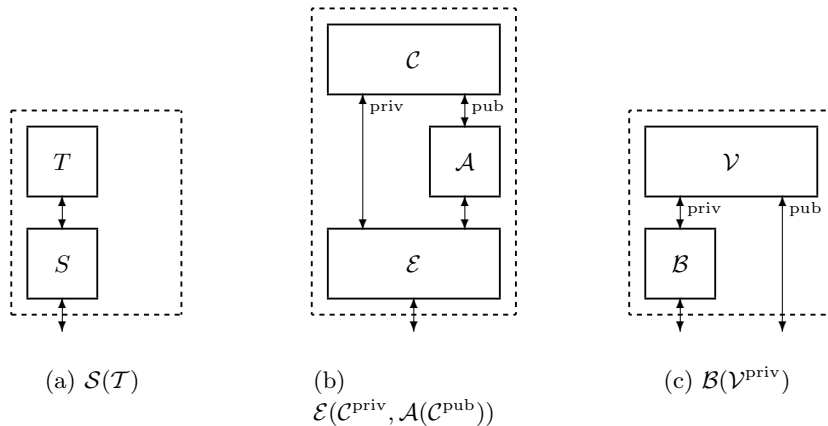 C
priv
pub
T
A
V
priv
pub
S
E
B
(a) S(T)
(b)
E(C^priv, A(C^pub))
(c) B(V^priv)